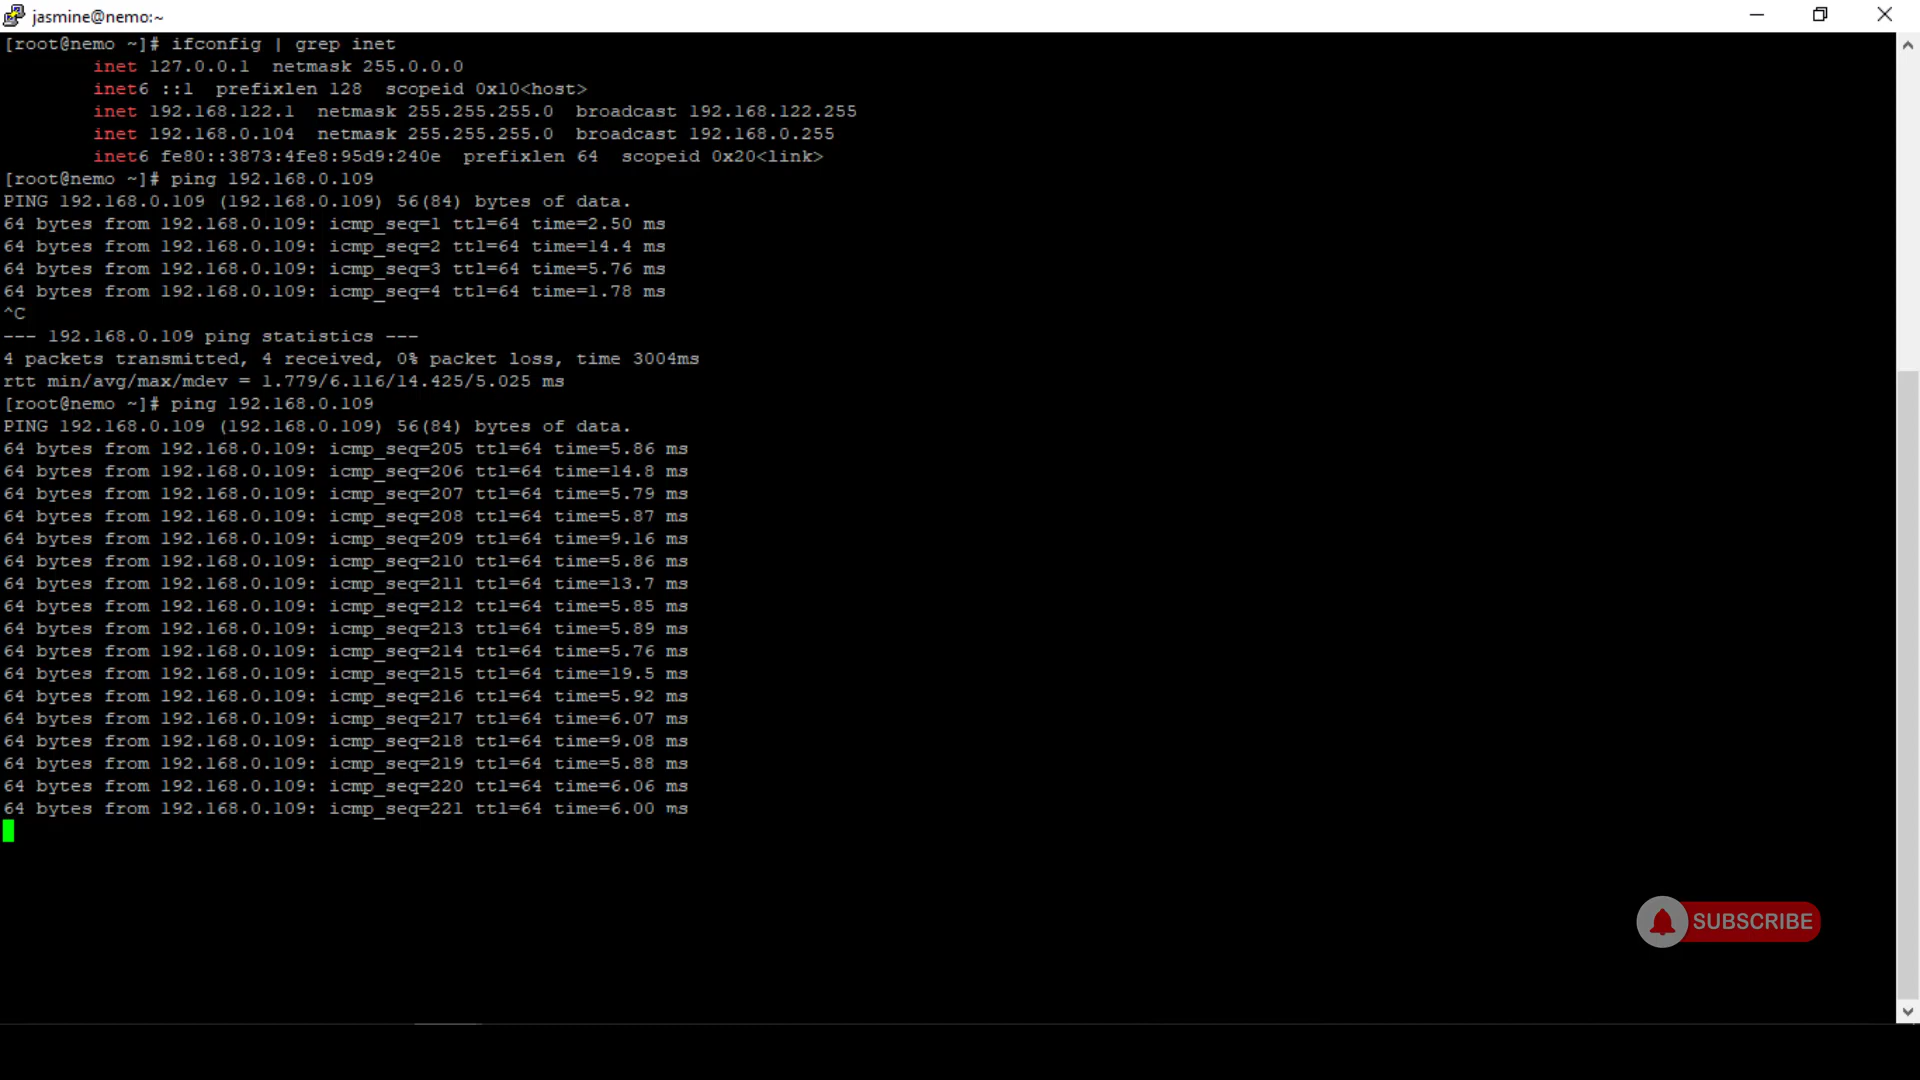 jasmine@nemo:~
[root@nemo ~]# ifconfig | grep inet
inet 127.0.0.1 netmask 255.0.0.0
inet6 ::1 prefixlen 128 scopeid 0x10<host>
inet 192.168.122.1 netmask 255.255.255.0 broadcast 192.168.122.255
inet 192.168.0.104 netmask 255.255.255.0 broadcast 192.168.0.255
inet6 fe80::3873:4fe8:95d9:240e prefixlen 64 scopeid 0x20<link>
[root@nemo ~]# ping 192.168.0.109
PING 192.168.0.109 (192.168.0.109) 56(84) bytes of data.
64 bytes from 192.168.0.109: icmp_seq=1 ttl=64 time=2.50 ms
64 bytes from 192.168.0.109: icmp_seq=2 ttl=64 time=14.4 ms
64 bytes from 192.168.0.109: icmp_seq=3 ttl=64 time=5.76 ms
64 bytes from 192.168.0.109: icmp_seq=4 ttl=64 time=1.78 ms
^C
--- 192.168.0.109 ping statistics ---
4 packets transmitted, 4 received, 0% packet loss, time 3004ms
rtt min/avg/max/mdev = 1.779/6.116/14.425/5.025 ms
[root@nemo ~]# ping 192.168.0.109
PING 192.168.0.109 (192.168.0.109) 56(84) bytes of data.
64 bytes from 192.168.0.109: icmp_seq=205 ttl=64 time=5.86 ms
64 bytes from 192.168.0.109: icmp_seq=206 ttl=64 time=14.8 ms
64 bytes from 192.168.0.109: icmp_seq=207 ttl=64 time=5.79 ms
64 bytes from 192.168.0.109: icmp_seq=208 ttl=64 time=5.87 ms
64 bytes from 192.168.0.109: icmp_seq=209 ttl=64 time=9.16 ms
64 bytes from 192.168.0.109: icmp_seq=210 ttl=64 time=5.86 ms
64 bytes from 192.168.0.109: icmp_seq=211 ttl=64 time=13.7 ms
64 bytes from 192.168.0.109: icmp_seq=212 ttl=64 time=5.85 ms
64 bytes from 192.168.0.109: icmp_seq=213 ttl=64 time=5.89 ms
64 bytes from 192.168.0.109: icmp_seq=214 ttl=64 time=5.76 ms
64 bytes from 192.168.0.109: icmp_seq=215 ttl=64 time=19.5 ms
64 bytes from 192.168.0.109: icmp_seq=216 ttl=64 time=5.92 ms
64 bytes from 192.168.0.109: icmp_seq=217 ttl=64 time=6.07 ms
64 bytes from 192.168.0.109: icmp_seq=218 ttl=64 time=9.08 ms
64 bytes from 192.168.0.109: icmp_seq=219 ttl=64 time=5.88 ms
64 bytes from 192.168.0.109: icmp_seq=220 ttl=64 time=6.06 ms
64 bytes from 192.168.0.109: icmp_seq=221 ttl=64 time=6.00 ms
SUBSCRIBE